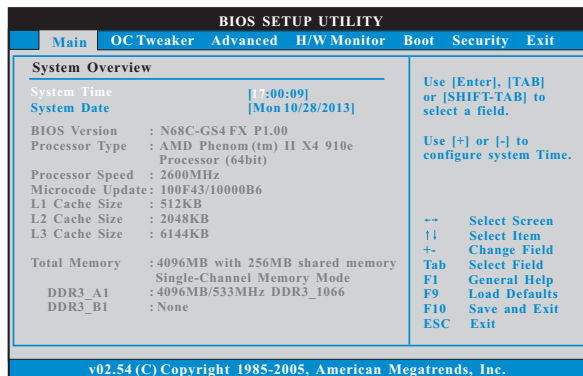 BIOS SETUP UTILITY
Main OC Tweaker Advanced H/W Monitor Boot Security Exit
System Overview
System Time [17:00:09]
System Date [Mon 10/28/2013]
BIOS Version : N68C-GS4 FX P1.00
Processor Type : AMD Phenom (tm) II X4 910e
Processor (64bit)
Processor Speed : 2600MHz
Microcode Update : 100F43/10000B6
L1 Cache Size : 512KB
L2 Cache Size : 2048KB
L3 Cache Size : 6144KB
Total Memory : 4096MB with 256MB shared memory
Single-Channel Memory Mode
DDR3_A1 : 4096MB/533MHz DDR3_1066
DDR3_B1 : None
Use [Enter], [TAB]
or [SHIFT-TAB] to
select a field.
Use [+] or [-] to
configure system Time.
←→ Select Screen
↑↓ Select Item
+- Change Field
Tab Select Field
F1 General Help
F9 Load Defaults
F10 Save and Exit
ESC Exit
v02.54 (C) Copyright 1985-2005, American Megatrends, Inc.